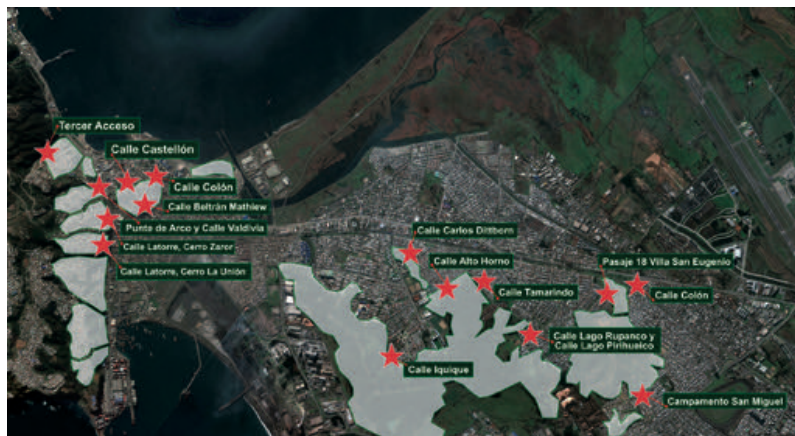 Tercer Acceso
Calle Castellón
Calle Colón
Calle Beltrán Mathiew
Punte de Arco y Calle Valdivia
Calle Latorre, Cerro Zaror
Calle Latorre, Cerro La Unión
Calle Carlos Dittborn
Calle Alto Horno
Pasaje 18 Villa San Eugenio
Calle Tamarindo
Calle Colón
Calle Lago Rupanco y
Calle Lago Pirihueico
Calle Iquique
Campamento San Miguel